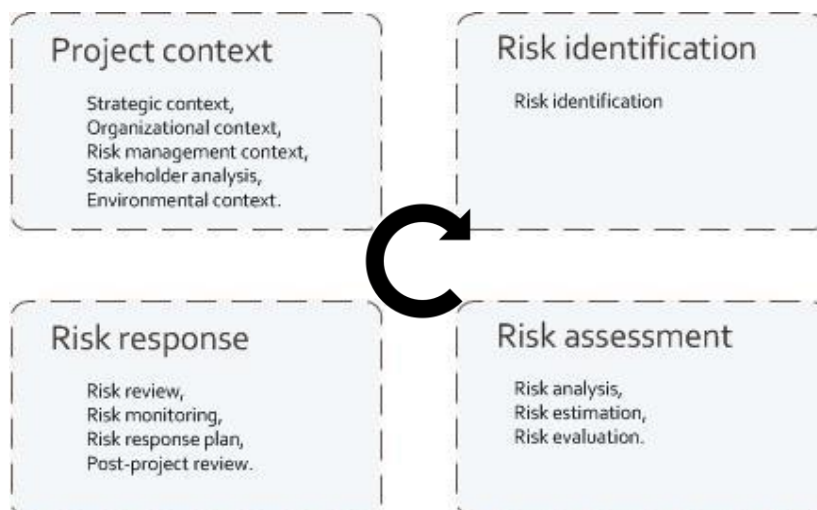 Project context
Strategic context,
Organizational context,
Risk management context,
Stakeholder analysis,
Environmental context.
Risk identification
Risk identification
Risk response
Risk review,
Risk monitoring,
Risk response plan,
Post-project review.
Risk assessment
Risk analysis,
Risk estimation,
Risk evaluation.